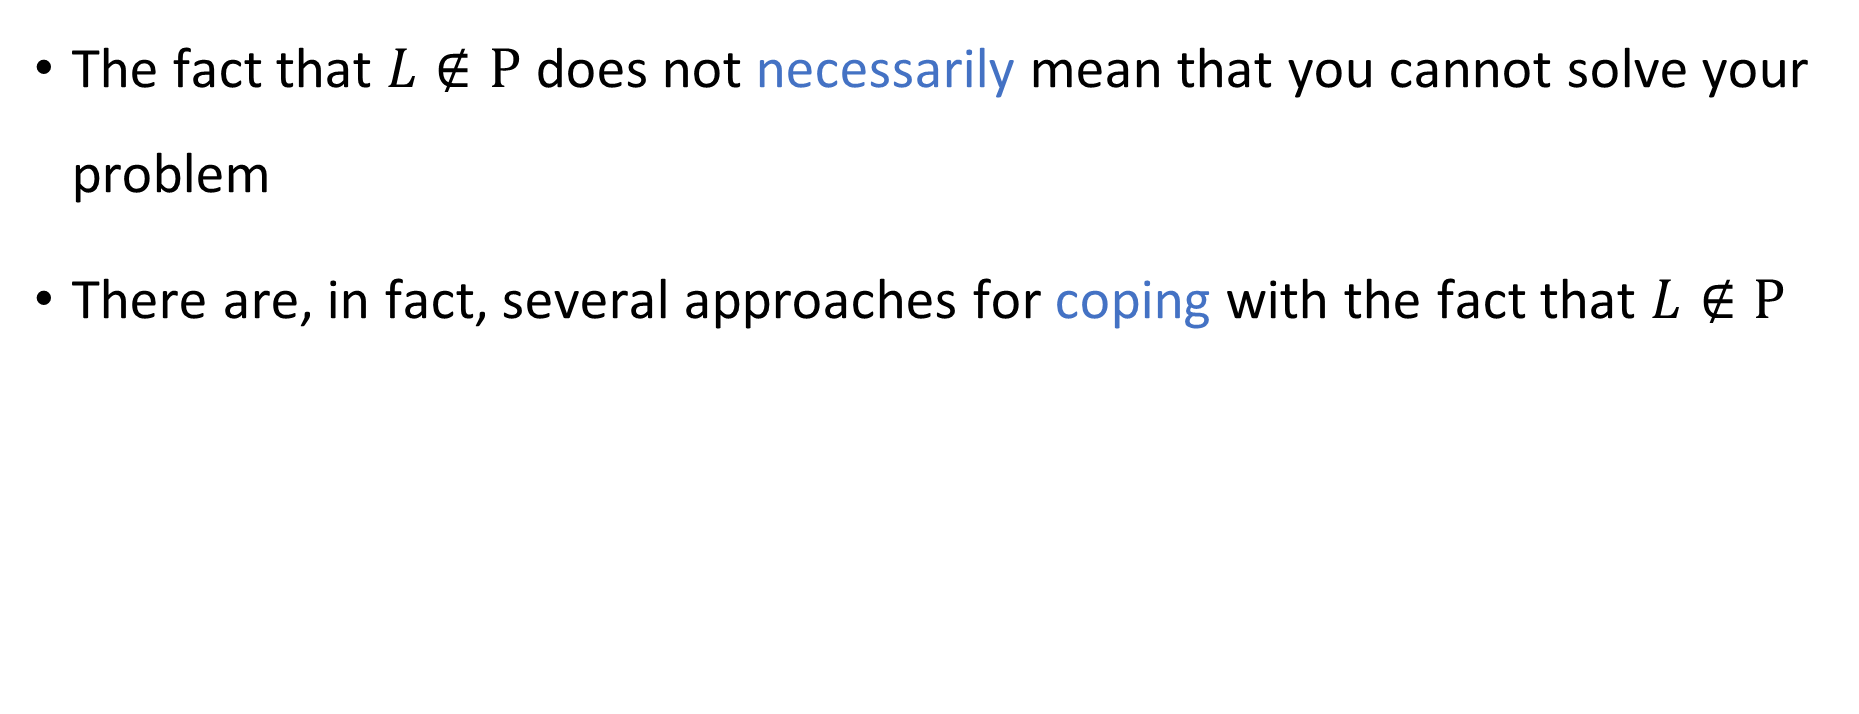 • The fact that L ∉ P does not necessarily mean that you cannot solve your
problem
• There are, in fact, several approaches for coping with the fact that L ∉ P